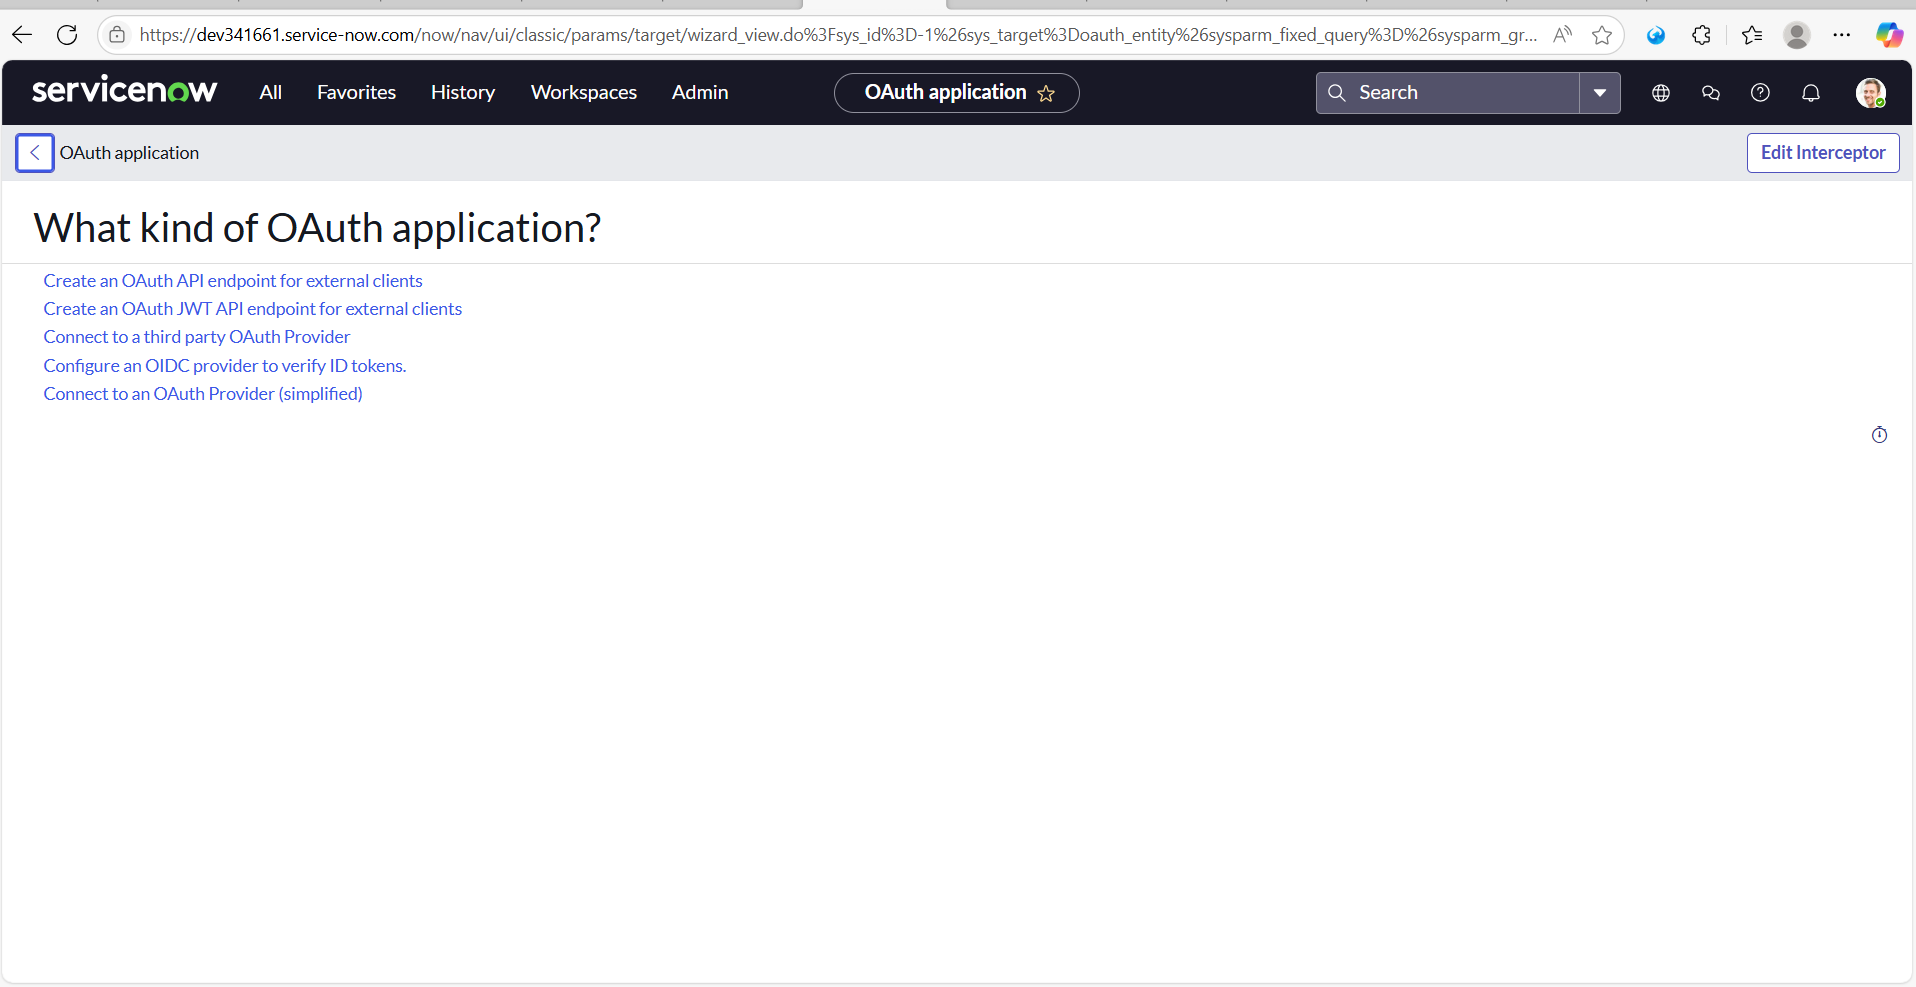 https://dev341661.service-now.com/now/nav/ui/classic/params/target/wizard_view.do%3Fsys_id%3D-1%26sys_target%3Doauth_entity%26sysparm_fixed_query%3D%26sysparm_gr...
servicenow All Favorites History Workspaces Admin OAuth application Search
OAuth application Edit Interceptor
What kind of OAuth application?
Create an OAuth API endpoint for external clients
Create an OAuth JWT API endpoint for external clients
Connect to a third party OAuth Provider
Configure an OIDC provider to verify ID tokens.
Connect to an OAuth Provider (simplified)